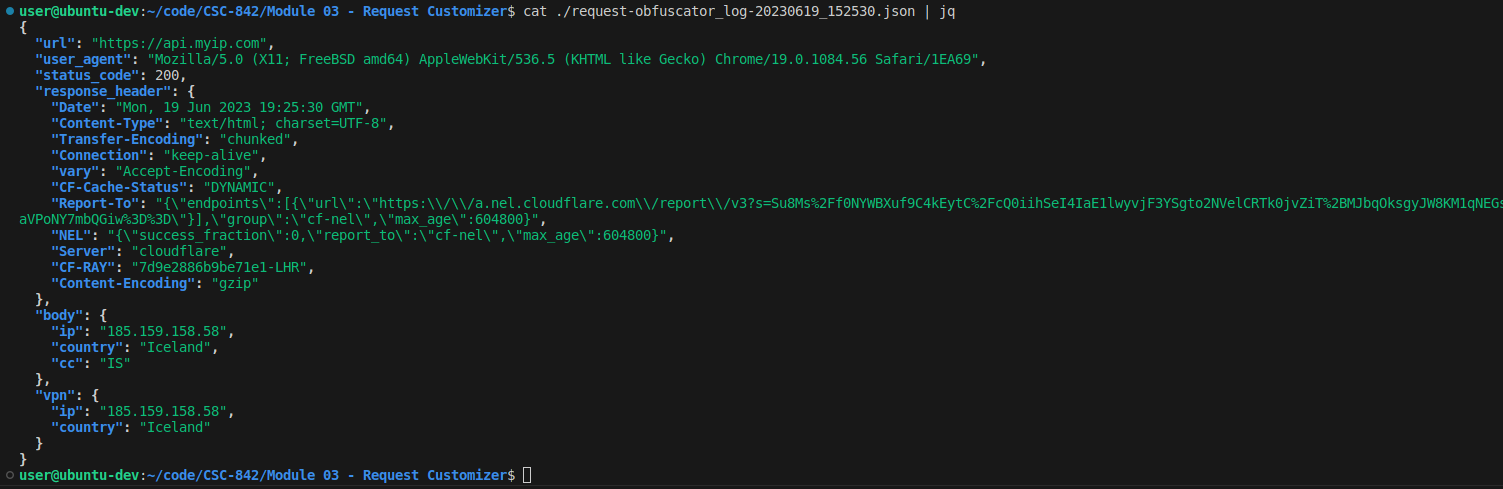 user@ubuntu-dev:~/code/CSC-842/Module 03 - Request Customizer$ cat ./request-obfuscator_log-20230619_152530.json | jq
{
  "url": "https://api.myip.com",
  "user_agent": "Mozilla/5.0 (X11; FreeBSD amd64) AppleWebKit/536.5 (KHTML like Gecko) Chrome/19.0.1084.56 Safari/1EA69",
  "status_code": 200,
  "response_header": {
    "Date": "Mon, 19 Jun 2023 19:25:30 GMT",
    "Content-Type": "text/html; charset=UTF-8",
    "Transfer-Encoding": "chunked",
    "Connection": "keep-alive",
    "vary": "Accept-Encoding",
    "CF-Cache-Status": "DYNAMIC",
    "Report-To": "{\"endpoints\":[{\"url\":\"https:\\/\\/a.nel.cloudflare.com\\/report\\/v3?s=Su8Ms%2Ff0NYWBXuf9C4kEytC%2FcQ0iihSeI4IaE1lwyvjF3YSgto2NVelCRTk0jvZiT%2BMJbqOksgyJW8KM1qNEGs
aVPoNY7mbQGiw%3D%3D\"}],\"group\":\"cf-nel\",\"max_age\":604800}",
    "NEL": "{\"success_fraction\":0,\"report_to\":\"cf-nel\",\"max_age\":604800}",
    "Server": "cloudflare",
    "CF-RAY": "7d9e2886b9be71e1-LHR",
    "Content-Encoding": "gzip"
  },
  "body": {
    "ip": "185.159.158.58",
    "country": "Iceland",
    "cc": "IS"
  },
  "vpn": {
    "ip": "185.159.158.58",
    "country": "Iceland"
  }
}
user@ubuntu-dev:~/code/CSC-842/Module 03 - Request Customizer$